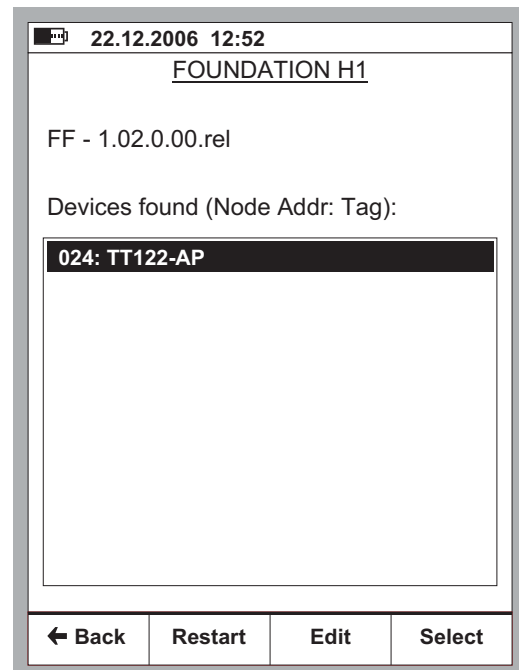 22.12.2006 12:52
FOUNDATION H1
FF - 1.02.0.00.rel
Devices found (Node Addr: Tag):
024: TT122-AP
← Back Restart Edit Select